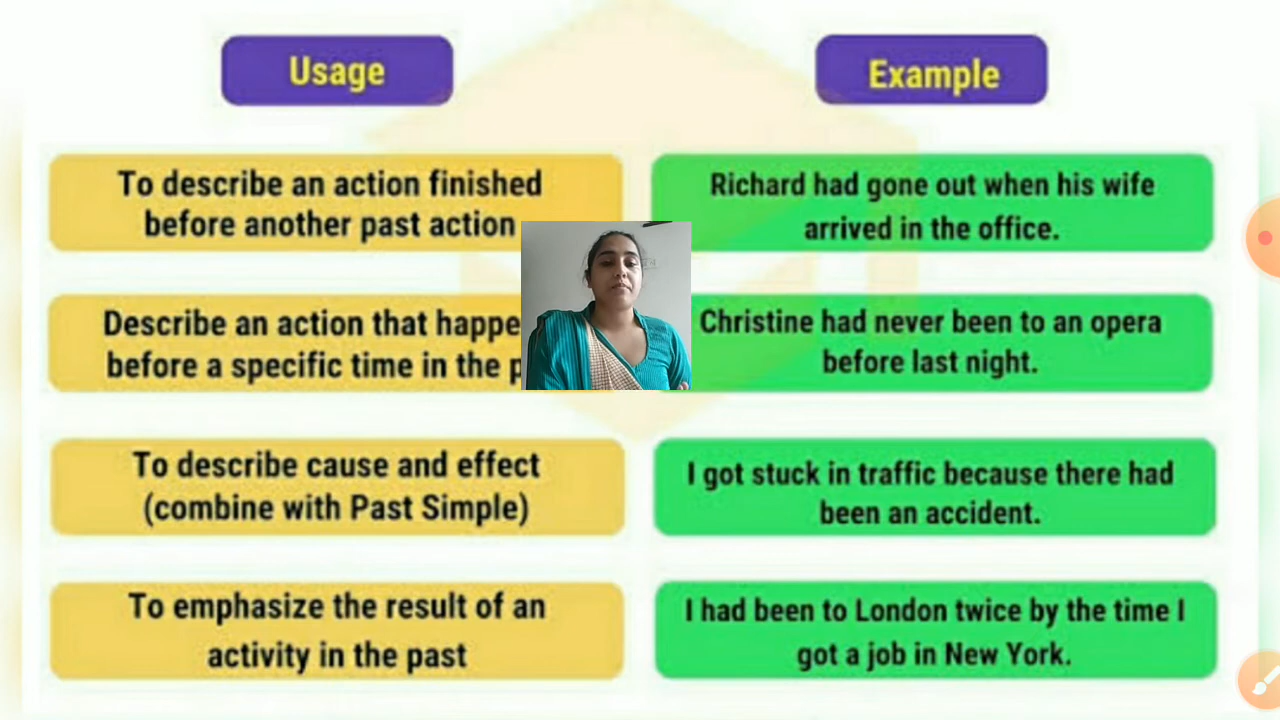 Usage
Example
To describe an action finished
before another past action
Richard had gone out when his wife
arrived in the office.
Describe an action that happe
before a specific time in the p
Christine had never been to an opera
before last night.
To describe cause and effect
(combine with Past Simple)
I got stuck in traffic because there had
been an accident.
To emphasize the result of an
activity in the past
I had been to London twice by the time I
got a job in New York.